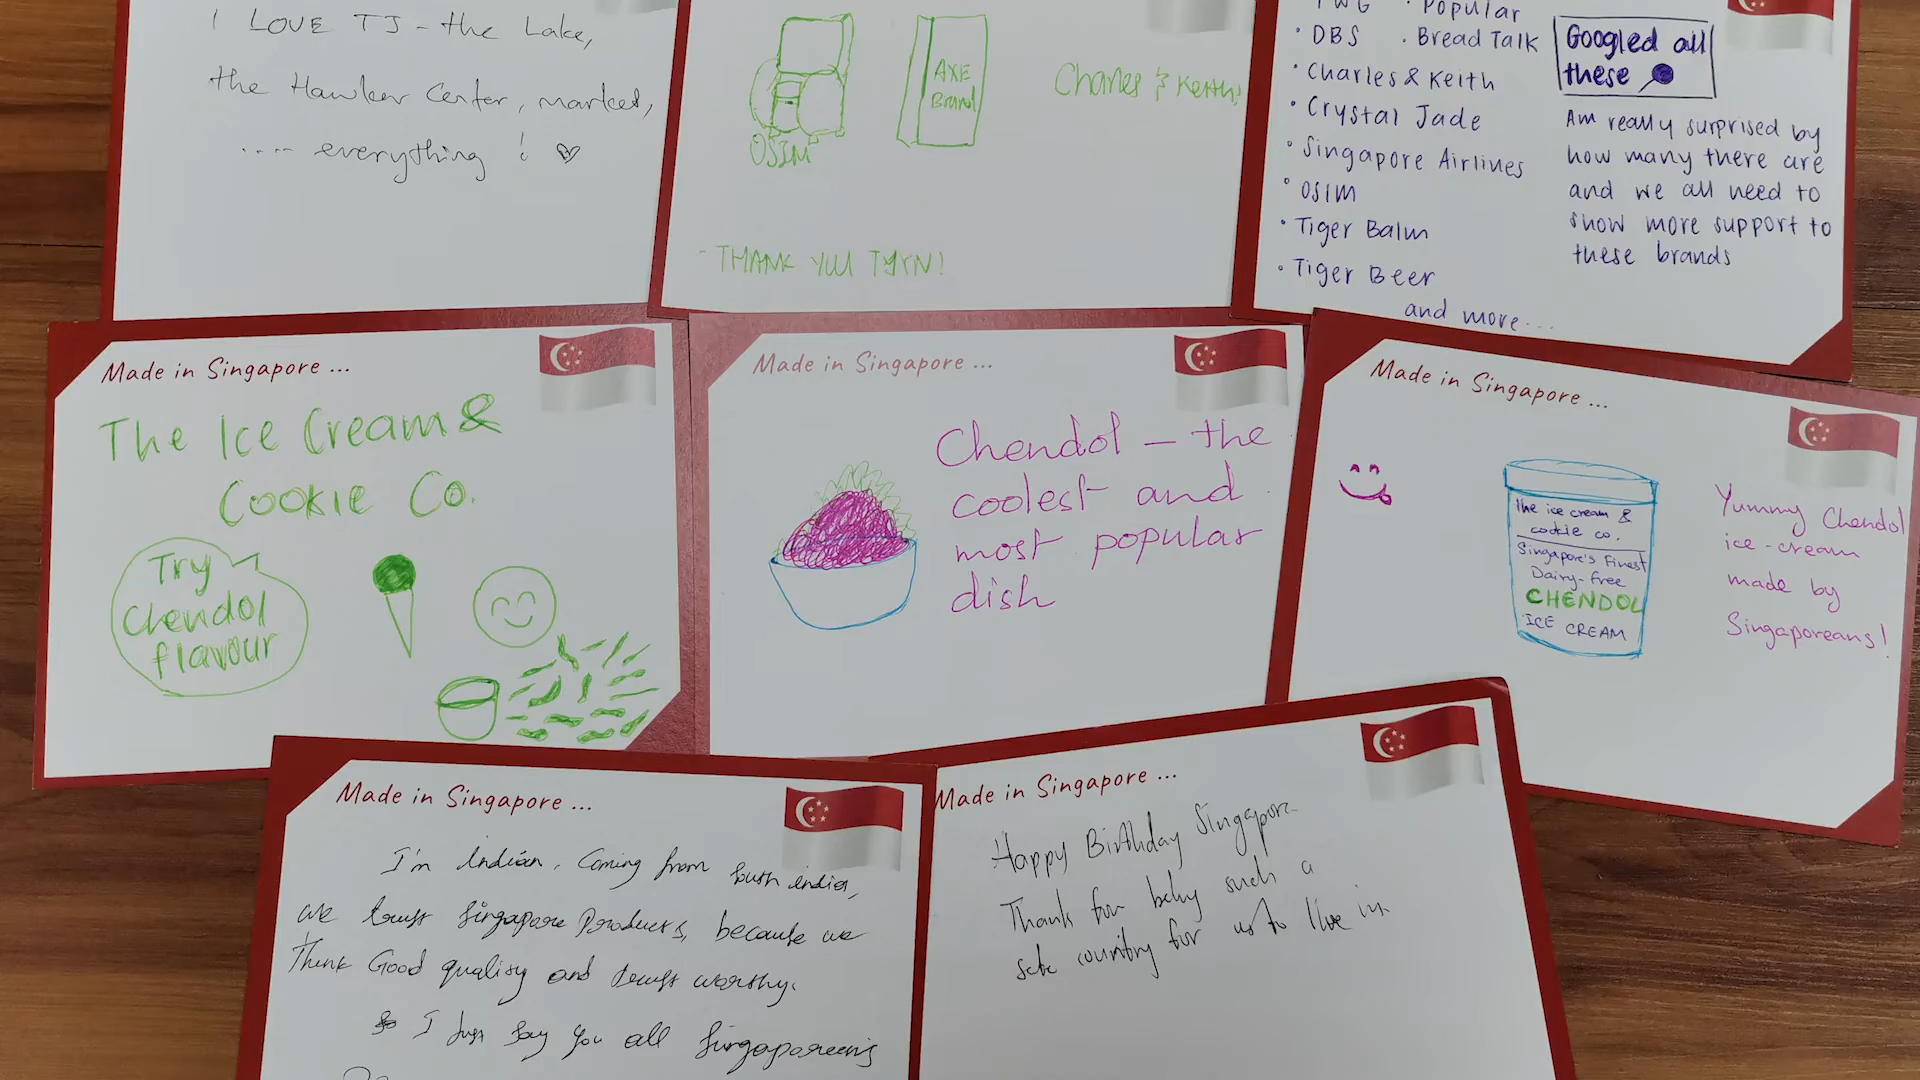 I LOVE TJ - the Lake,
the Hawker Center, market,
.... everything !
OSIM
AXE
Brand
Charles & Keith!
- THANK YOU TYRN!
TWG
• Popular
• DBS
• Bread Talk
• Charles & Keith
• Crystal Jade
• Singapore Airlines
• OSIM
• Tiger Balm
• Tiger Beer
and more...
Googled all
these
Am really surprised by
how many there are
and we all need to
show more support to
these brands
Made in Singapore ...
The Ice Cream &
Cookie Co.
Try
Chendol
flavour
Made in Singapore ...
Chendol - the
coolest and
most popular
dish
Made in Singapore ...
The ice cream &
cookie co.
Singapore's Finest
Dairy-free
CHENDOL
ICE CREAM
Yummy Chendol
ice-cream
made by
Singaporeans!
Made in Singapore ...
I'm Indian, Coming from South India,
we trust Singapore Products, because we
Think Good quality and trust worthy.
I just say you all Singaporeans
Made in Singapore ...
Happy Birthday Singapore
Thank for being such a
safe country for us to live in